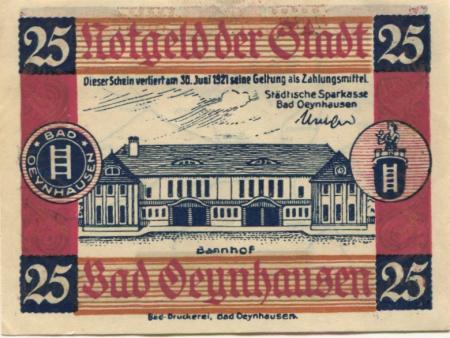 25 Notgeld der Stadt 25
Dieser Schein verliert am 30. Juni 1921 seine Geltung als Zahlungsmittel.
Städtische Sparkasse
Bad Oeynhausen
BAD
OEYNHAUSEN
Bahnhof
25 Bad Oeynhausen 25
Bad-Druckerei, Bad Oeynhausen.